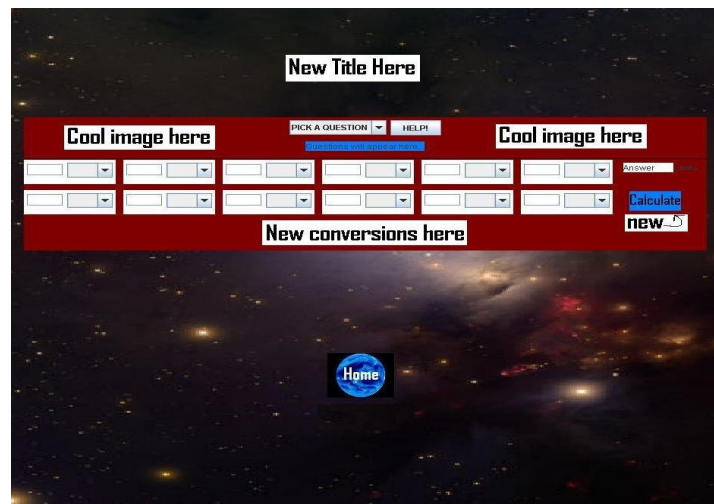 New Title Here
PICK A QUESTION HELP!
Cool image here
Cool image here
Questions will appear here.
Answer
Calculate
new
New conversions here
Home